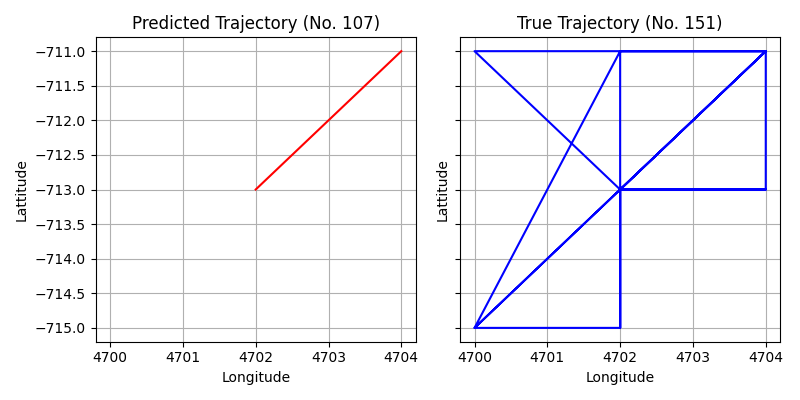 Predicted Trajectory (No. 107)
True Trajectory (No. 151)
−711.0
−711.5
−712.0
−712.5
−713.0
−713.5
−714.0
−714.5
−715.0
Lattitude
Lattitude
4700 4701 4702 4703 4704
4700 4701 4702 4703 4704
Longitude
Longitude